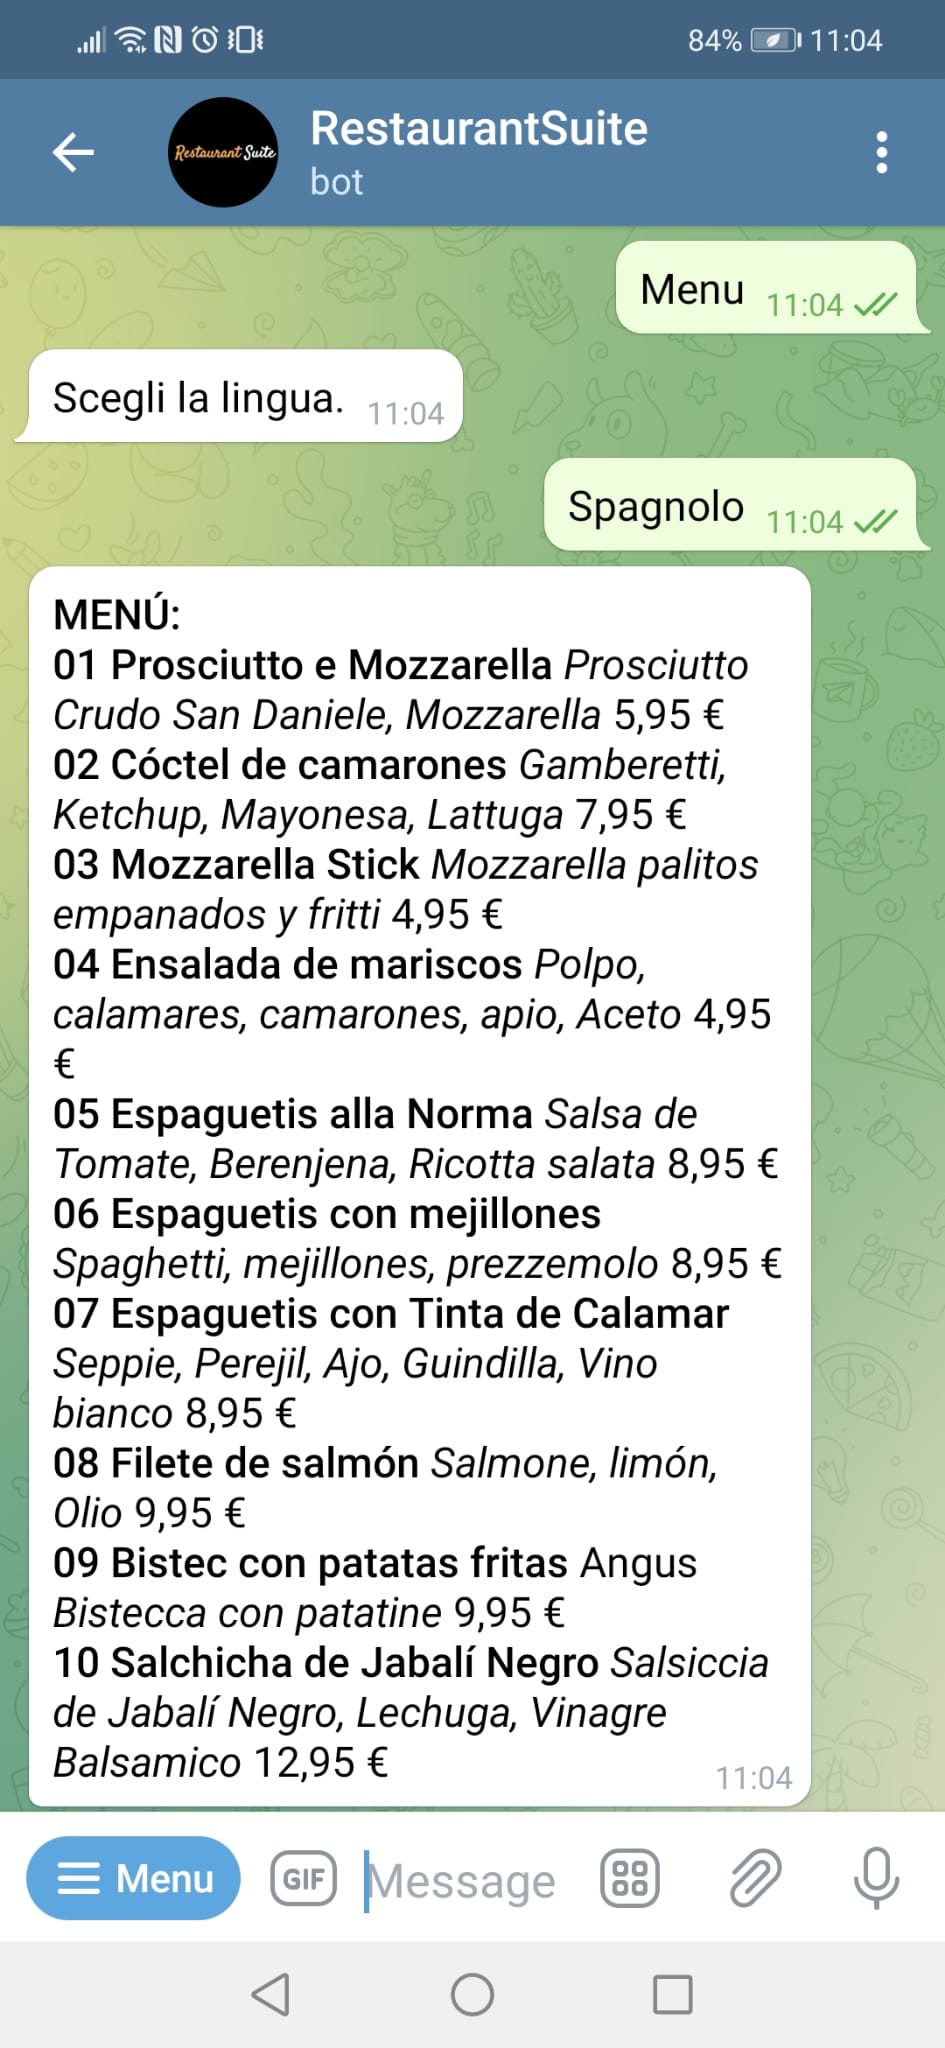 84% 11:04
Restaurant Suite
RestaurantSuite
bot
Menu 11:04
Scegli la lingua. 11:04
Spagnolo 11:04
MENÚ:
01 Prosciutto e Mozzarella Prosciutto
Crudo San Daniele, Mozzarella 5,95 €
02 Cóctel de camarones Gamberetti,
Ketchup, Mayonesa, Lattuga 7,95 €
03 Mozzarella Stick Mozzarella palitos
empanados y fritti 4,95 €
04 Ensalada de mariscos Polpo,
calamares, camarones, apio, Aceto 4,95
€
05 Espaguetis alla Norma Salsa de
Tomate, Berenjena, Ricotta salata 8,95 €
06 Espaguetis con mejillones
Spaghetti, mejillones, prezzemolo 8,95 €
07 Espaguetis con Tinta de Calamar
Seppie, Perejil, Ajo, Guindilla, Vino
bianco 8,95 €
08 Filete de salmón Salmone, limón,
Olio 9,95 €
09 Bistec con patatas fritas Angus
Bistecca con patatine 9,95 €
10 Salchicha de Jabalí Negro Salsiccia
de Jabalí Negro, Lechuga, Vinagre
Balsamico 12,95 €
11:04
Menu GIF Message